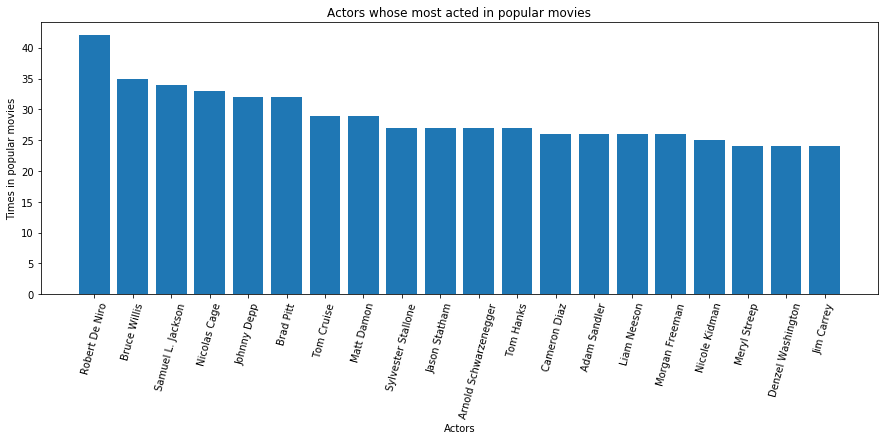 Actors whose most acted in popular movies
Times in popular movies
40
35
30
25
20
15
10
5
0
Robert De Niro
Bruce Willis
Samuel L. Jackson
Nicolas Cage
Johnny Depp
Brad Pitt
Tom Cruise
Matt Damon
Sylvester Stallone
Jason Statham
Arnold Schwarzenegger
Tom Hanks
Cameron Diaz
Adam Sandler
Liam Neeson
Morgan Freeman
Nicole Kidman
Meryl Streep
Denzel Washington
Jim Carrey
Actors